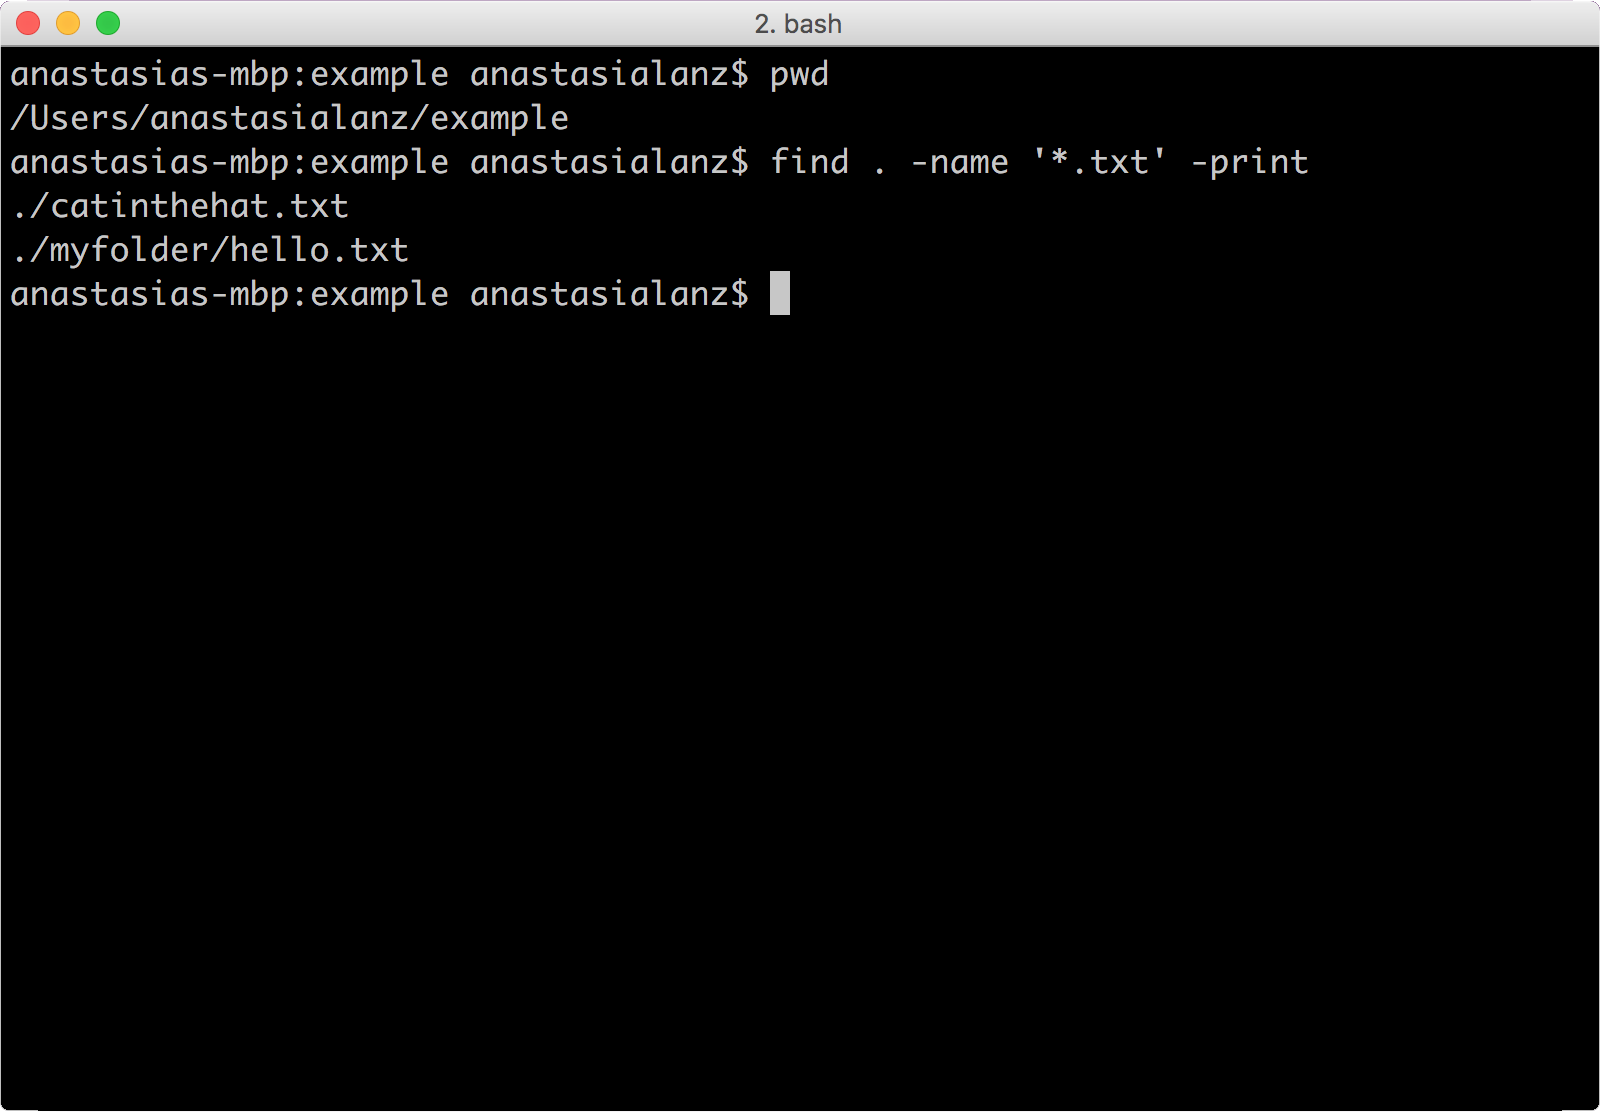 2. bash
anastasias-mbp:example anastasialanz$ pwd
/Users/anastasialanz/example
anastasias-mbp:example anastasialanz$ find . -name '*.txt' -print
./catinthehat.txt
./myfolder/hello.txt
anastasias-mbp:example anastasialanz$